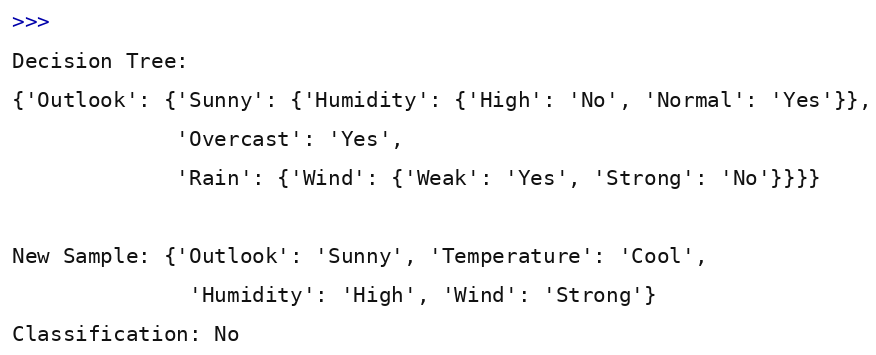 >>>
Decision Tree:
{'Outlook': {'Sunny': {'Humidity': {'High': 'No', 'Normal': 'Yes'}},
             'Overcast': 'Yes',
             'Rain': {'Wind': {'Weak': 'Yes', 'Strong': 'No'}}}}
New Sample: {'Outlook': 'Sunny', 'Temperature': 'Cool',
              'Humidity': 'High', 'Wind': 'Strong'}
Classification: No